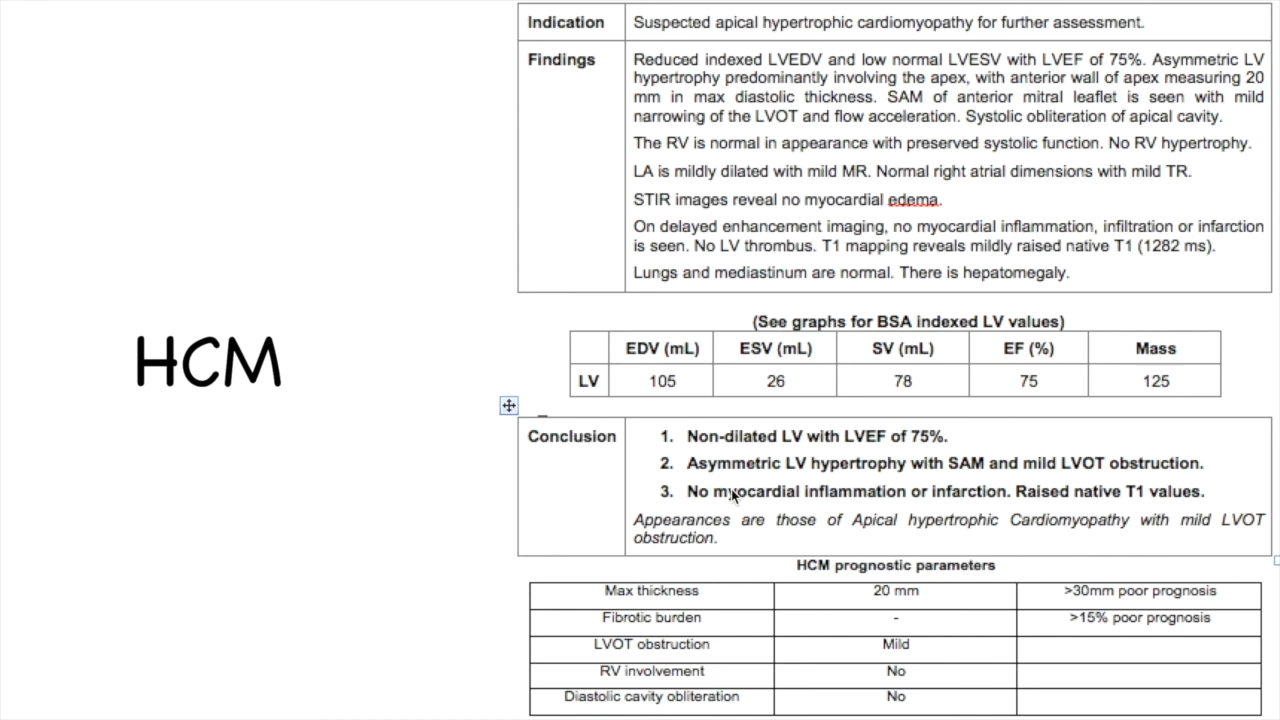 HCM
Indication Suspected apical hypertrophic cardiomyopathy for further assessment.
Findings Reduced indexed LVEDV and low normal LVESV with LVEF of 75%. Asymmetric LV
hypertrophy predominantly involving the apex, with anterior wall of apex measuring 20
mm in max diastolic thickness. SAM of anterior mitral leaflet is seen with mild
narrowing of the LVOT and flow acceleration. Systolic obliteration of apical cavity.
The RV is normal in appearance with preserved systolic function. No RV hypertrophy.
LA is mildly dilated with mild MR. Normal right atrial dimensions with mild TR.
STIR images reveal no myocardial edema.
On delayed enhancement imaging, no myocardial inflammation, infiltration or infarction
is seen. No LV thrombus. T1 mapping reveals mildly raised native T1 (1282 ms).
Lungs and mediastinum are normal. There is hepatomegaly.
(See graphs for BSA indexed LV values)
EDV (mL) ESV (mL) SV (mL) EF (%) Mass
LV 105 26 78 75 125
Conclusion 1. Non-dilated LV with LVEF of 75%.
2. Asymmetric LV hypertrophy with SAM and mild LVOT obstruction.
3. No myocardial inflammation or infarction. Raised native T1 values.
Appearances are those of Apical hypertrophic Cardiomyopathy with mild LVOT
obstruction.
HCM prognostic parameters
Max thickness 20 mm >30mm poor prognosis
Fibrotic burden - >15% poor prognosis
LVOT obstruction Mild
RV involvement No
Diastolic cavity obliteration No